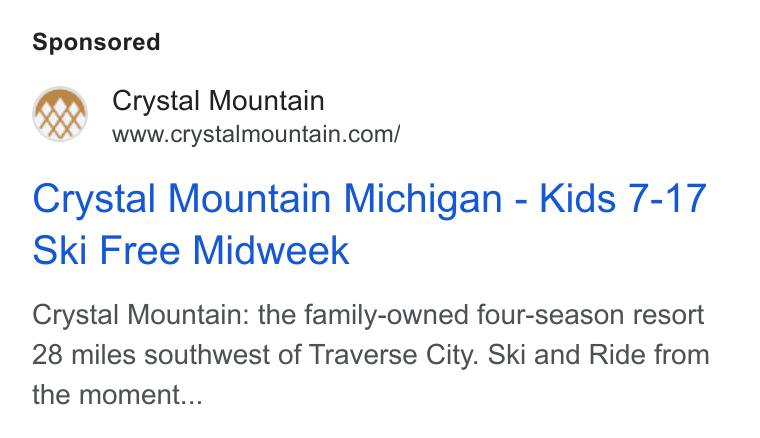 Sponsored
Crystal Mountain
www.crystalmountain.com/
Crystal Mountain Michigan - Kids 7-17
Ski Free Midweek
Crystal Mountain: the family-owned four-season resort
28 miles southwest of Traverse City. Ski and Ride from
the moment...